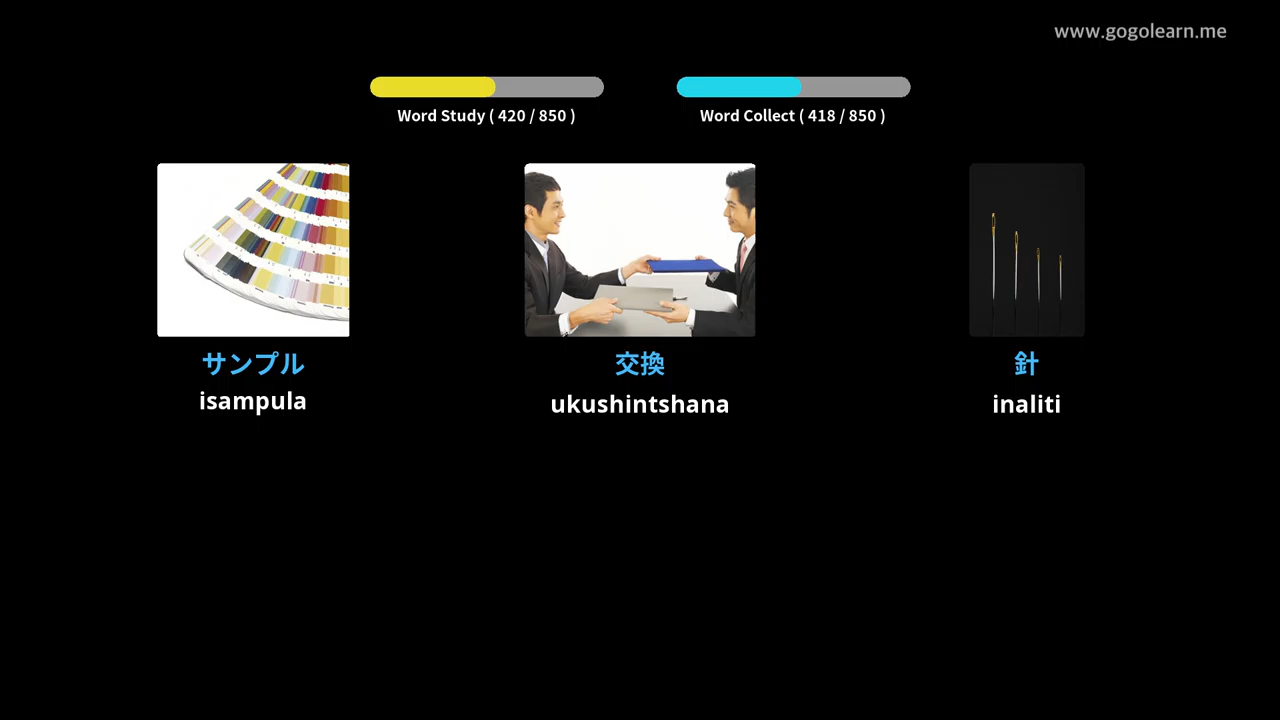 www.gogolearn.me
Word Study ( 420 / 850 )
Word Collect ( 418 / 850 )
サンプル
isampula
交換
ukushintshana
針
inaliti